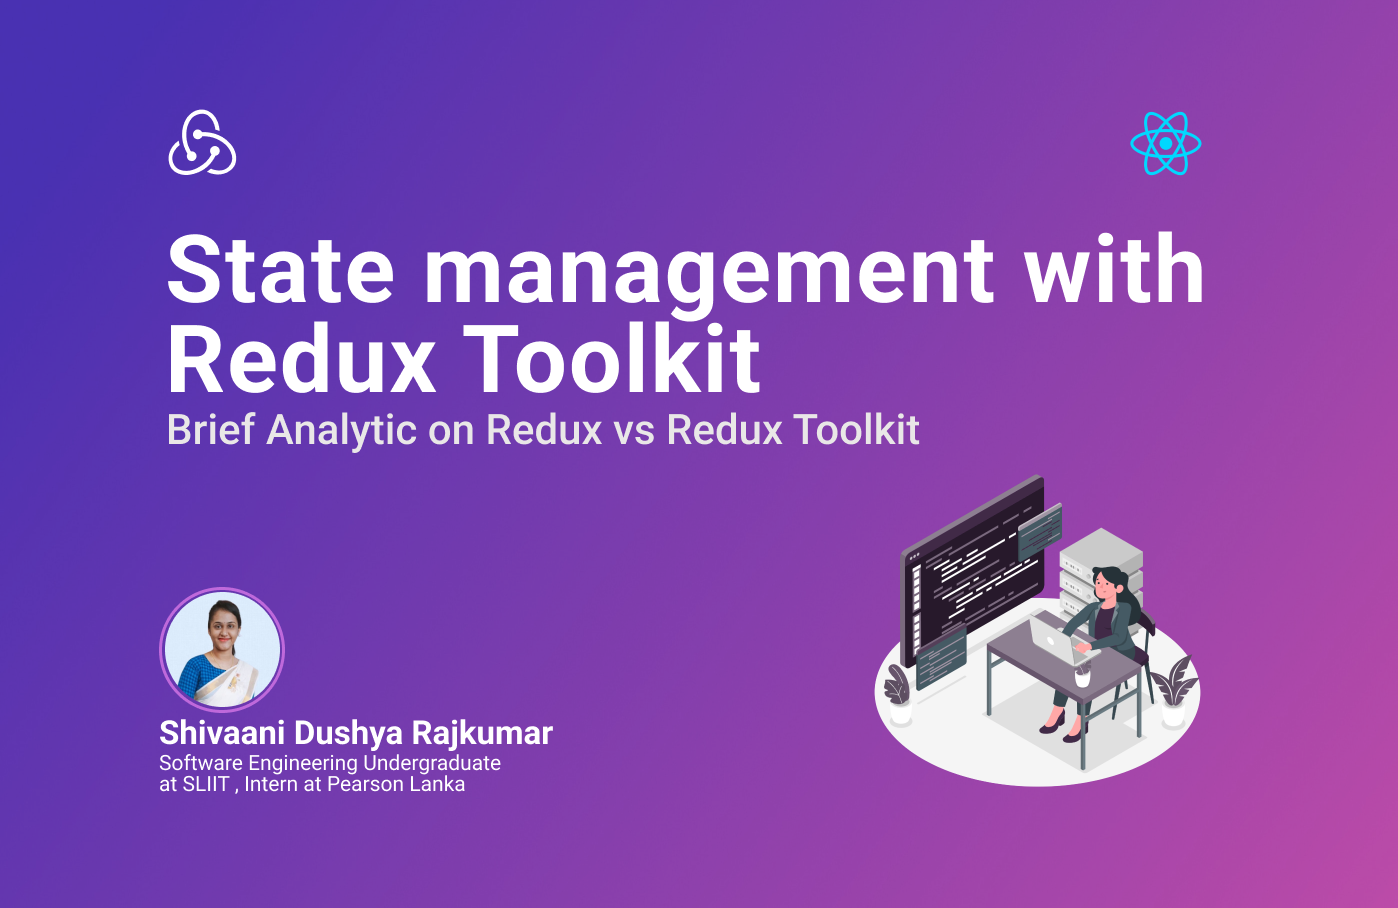 State management with
Redux Toolkit
Brief Analytic on Redux vs Redux Toolkit
Shivaani Dushya Rajkumar
Software Engineering Undergraduate
at SLIIT , Intern at Pearson Lanka